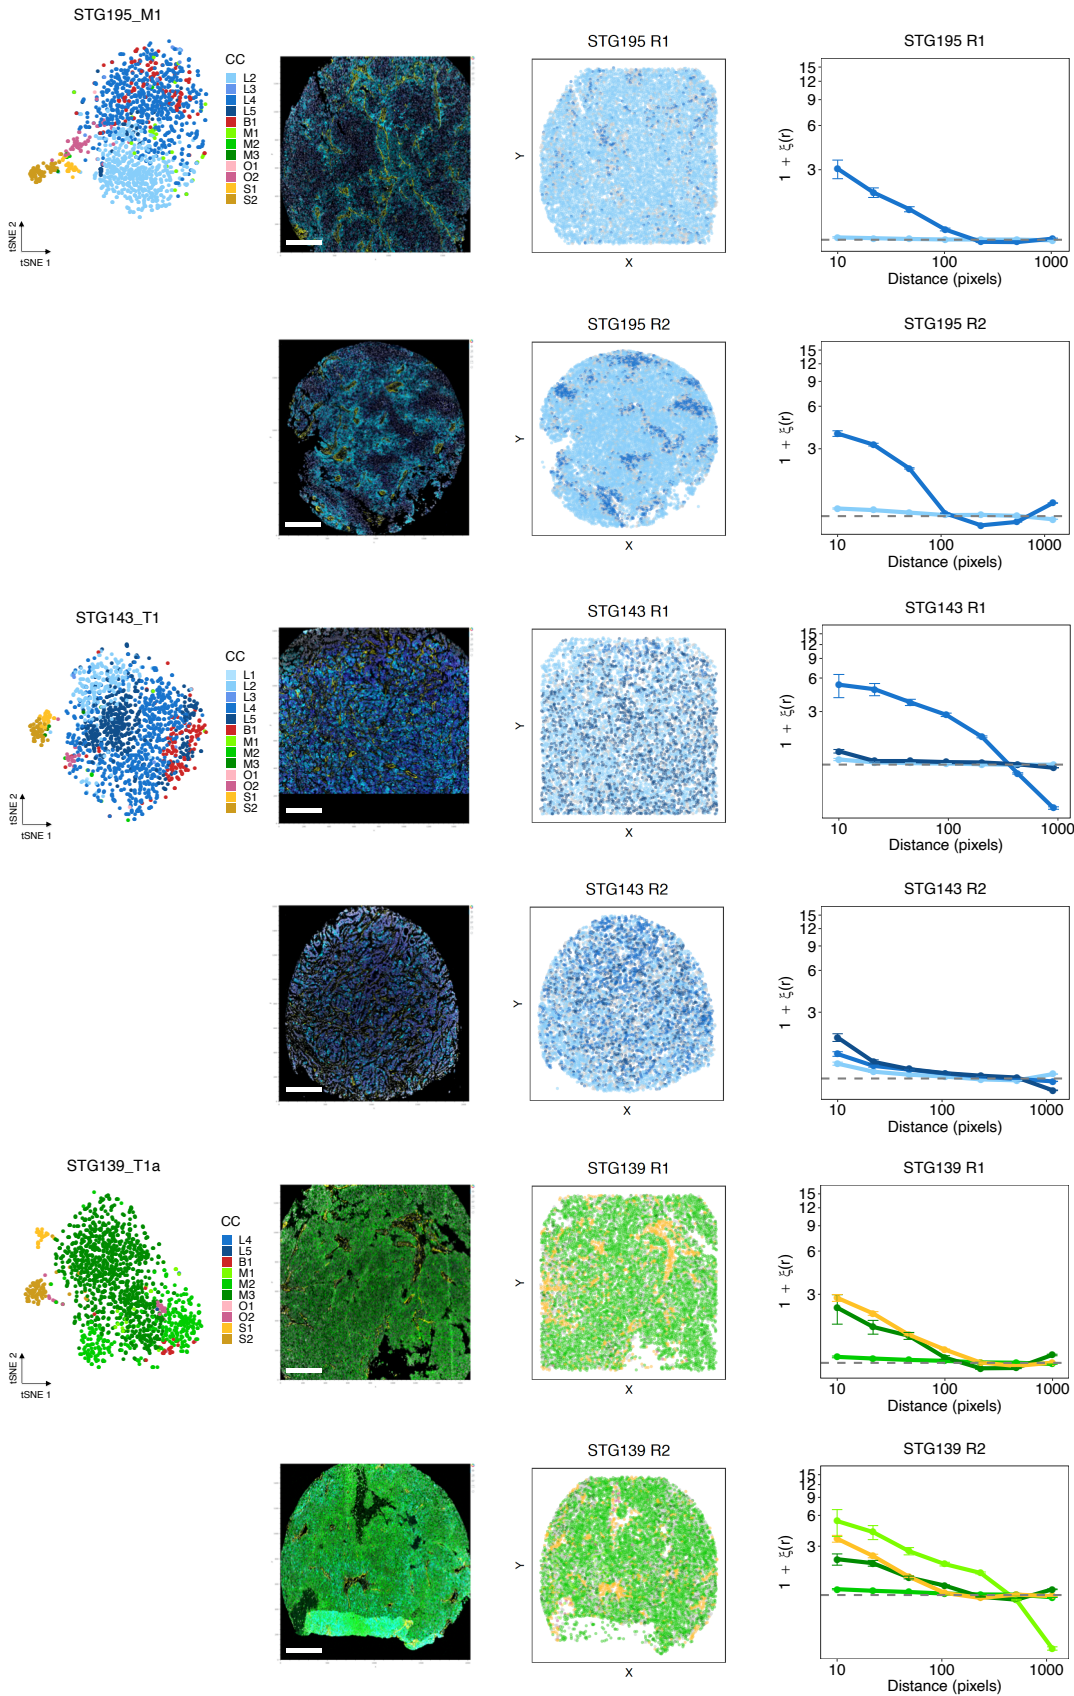 STG195_M1
CC
L2
L3
L4
L5
B1
M1
M2
M3
O1
O2
S1
S2
tSNE 2
tSNE 1
STG195 R1
Y
X
STG195 R1
1 + ξ(r)
15
12
9
6
3
10 100 1000
Distance (pixels)
STG195 R2
Y
X
STG195 R2
1 + ξ(r)
15
12
9
6
3
10 100 1000
Distance (pixels)
STG143_T1
CC
L1
L2
L3
L4
L5
B1
M1
M2
M3
O1
O2
S1
S2
tSNE 2
tSNE 1
STG143 R1
Y
X
STG143 R1
1 + ξ(r)
15
12
9
6
3
10 100 1000
Distance (pixels)
STG143 R2
Y
X
STG143 R2
1 + ξ(r)
15
12
9
6
3
10 100 1000
Distance (pixels)
STG139_T1a
CC
L4
L5
B1
M1
M2
M3
O1
O2
S1
S2
tSNE 2
tSNE 1
STG139 R1
Y
X
STG139 R1
1 + ξ(r)
15
12
9
6
3
10 100 1000
Distance (pixels)
STG139 R2
Y
X
STG139 R2
1 + ξ(r)
15
12
9
6
3
10 100 1000
Distance (pixels)